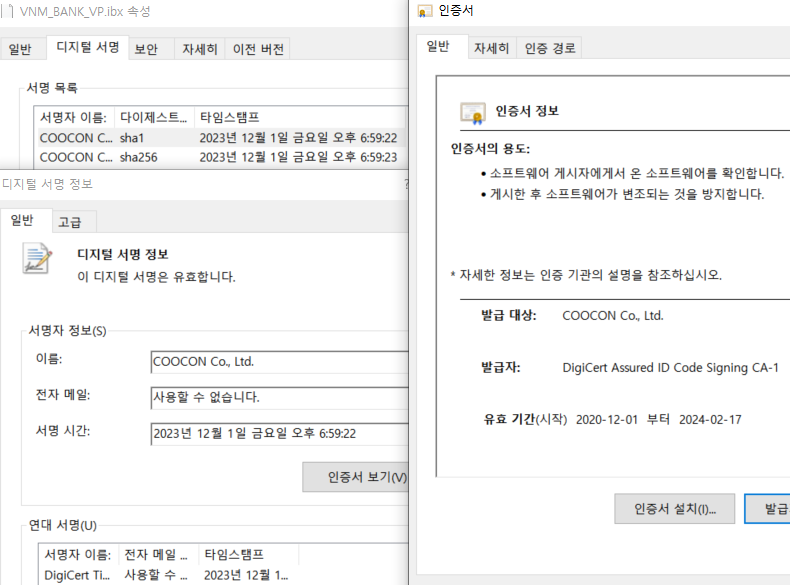 VNM_BANK_VP.ibx 속성
일반 디지털 서명 보안 자세히 이전 버전
서명 목록
서명자 이름: 다이제스트... 타임스탬프
COOCON C... sha1 2023년 12월 1일 금요일 오후 6:59:22
COOCON C... sha256 2023년 12월 1일 금요일 오후 6:59:23
디지털 서명 정보 ?
일반 고급
디지털 서명 정보
이 디지털 서명은 유효합니다.
서명자 정보(S)
이름: COOCON Co., Ltd.
전자 메일: 사용할 수 없습니다.
서명 시간: 2023년 12월 1일 금요일 오후 6:59:22
인증서 보기(V)
연대 서명(U)
서명자 이름: 전자 메일 ... 타임스탬프
DigiCert Ti... 사용할 수 ... 2023년 12월 1...
인증서
일반 자세히 인증 경로
인증서 정보
인증서의 용도:
• 소프트웨어 게시자에게서 온 소프트웨어를 확인합니다.
• 게시한 후 소프트웨어가 변조되는 것을 방지합니다.
* 자세한 정보는 인증 기관의 설명을 참조하십시오.
발급 대상: COOCON Co., Ltd.
발급자: DigiCert Assured ID Code Signing CA-1
유효 기간(시작) 2020-12-01 부터 2024-02-17
인증서 설치(I)... 발급